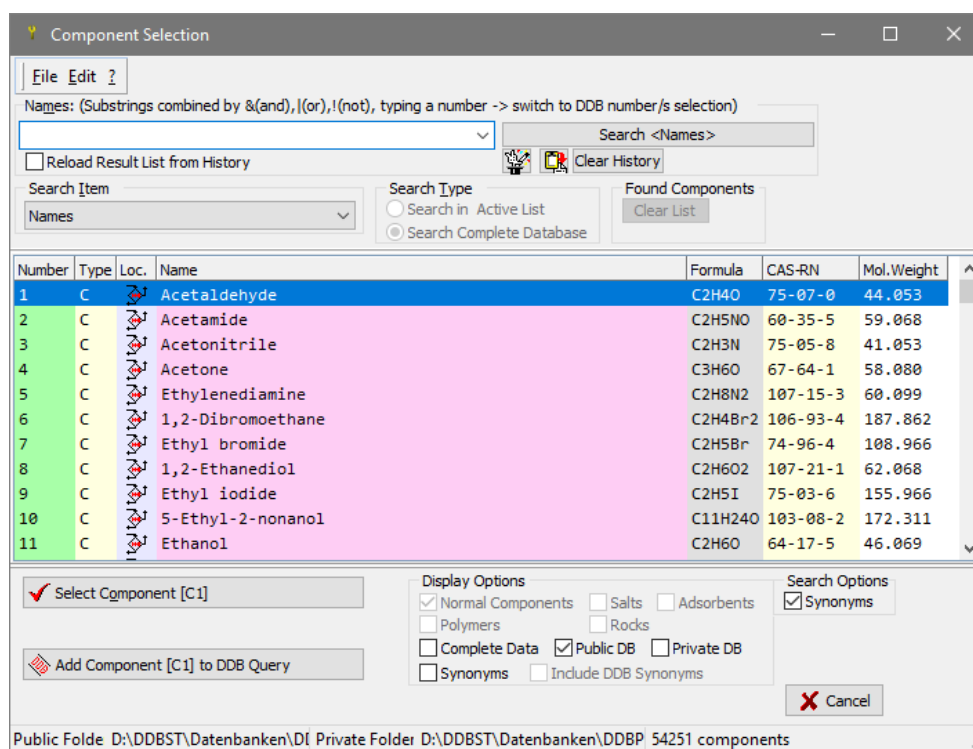 Component Selection
File Edit ?
Names: (Substrings combined by &(and),|(or),!(not), typing a number -> switch to DDB number/s selection)
Search <Names>
Reload Result List from History
Clear History
Search Item
Search Type
Found Components
Names
Search in Active List
Clear List
Search Complete Database
Number Type Loc. Name Formula CAS-RN Mol.Weight
1 C Acetaldehyde C2H4O 75-07-0 44.053
2 C Acetamide C2H5NO 60-35-5 59.068
3 C Acetonitrile C2H3N 75-05-8 41.053
4 C Acetone C3H6O 67-64-1 58.080
5 C Ethylenediamine C2H8N2 107-15-3 60.099
6 C 1,2-Dibromoethane C2H4Br2 106-93-4 187.862
7 C Ethyl bromide C2H5Br 74-96-4 108.966
8 C 1,2-Ethanediol C2H6O2 107-21-1 62.068
9 C Ethyl iodide C2H5I 75-03-6 155.966
10 C 5-Ethyl-2-nonanol C11H24O 103-08-2 172.311
11 C Ethanol C2H6O 64-17-5 46.069
Select Component [C1]
Display Options
Search Options
Normal Components Salts Adsorbents
Synonyms
Polymers Rocks
Complete Data Public DB Private DB
Add Component [C1] to DDB Query
Synonyms Include DDB Synonyms
Cancel
Public Folde D:\DDBST\Datenbanken\DI Private Folder D:\DDBST\Datenbanken\DDBP 54251 components